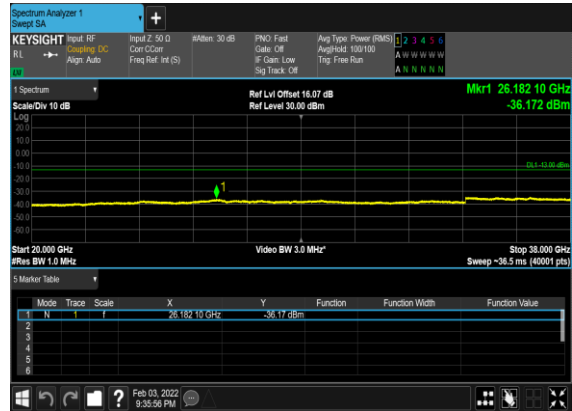 Spectrum Analyzer 1
Swept SA
+
KEYSIGHT Input: RF Input Z: 50 Ω #Atten: 30 dB PNO: Fast Avg Type: Power (RMS) 1 2 3 4 5 6
RL Coupling: DC Corr CCorr Gate: Off Avg|Hold: 100/100 A W W W W W
Align: Auto Freq Ref: Int (S) IF Gain: Low Trig: Free Run
Sig Track: Off A N N N N N
1 Spectrum Ref Lvl Offset 16.07 dB Mkr1 26.182 10 GHz
Scale/Div 10 dB Ref Level 30.00 dBm -36.172 dBm
Log
20.0
10.0
0.00
-10.0 DL1 -13.00 dBm
-20.0
-30.0 1
-40.0
-50.0
-60.0
Start 20.000 GHz Video BW 3.0 MHz* Stop 38.000 GHz
#Res BW 1.0 MHz Sweep ~36.5 ms (40001 pts)
5 Marker Table
Mode Trace Scale X Y Function Function Width Function Value
1 N 1 f 26.182 10 GHz -36.17 dBm
2
3
4
5
6
? Feb 03, 2022
9:35:56 PM